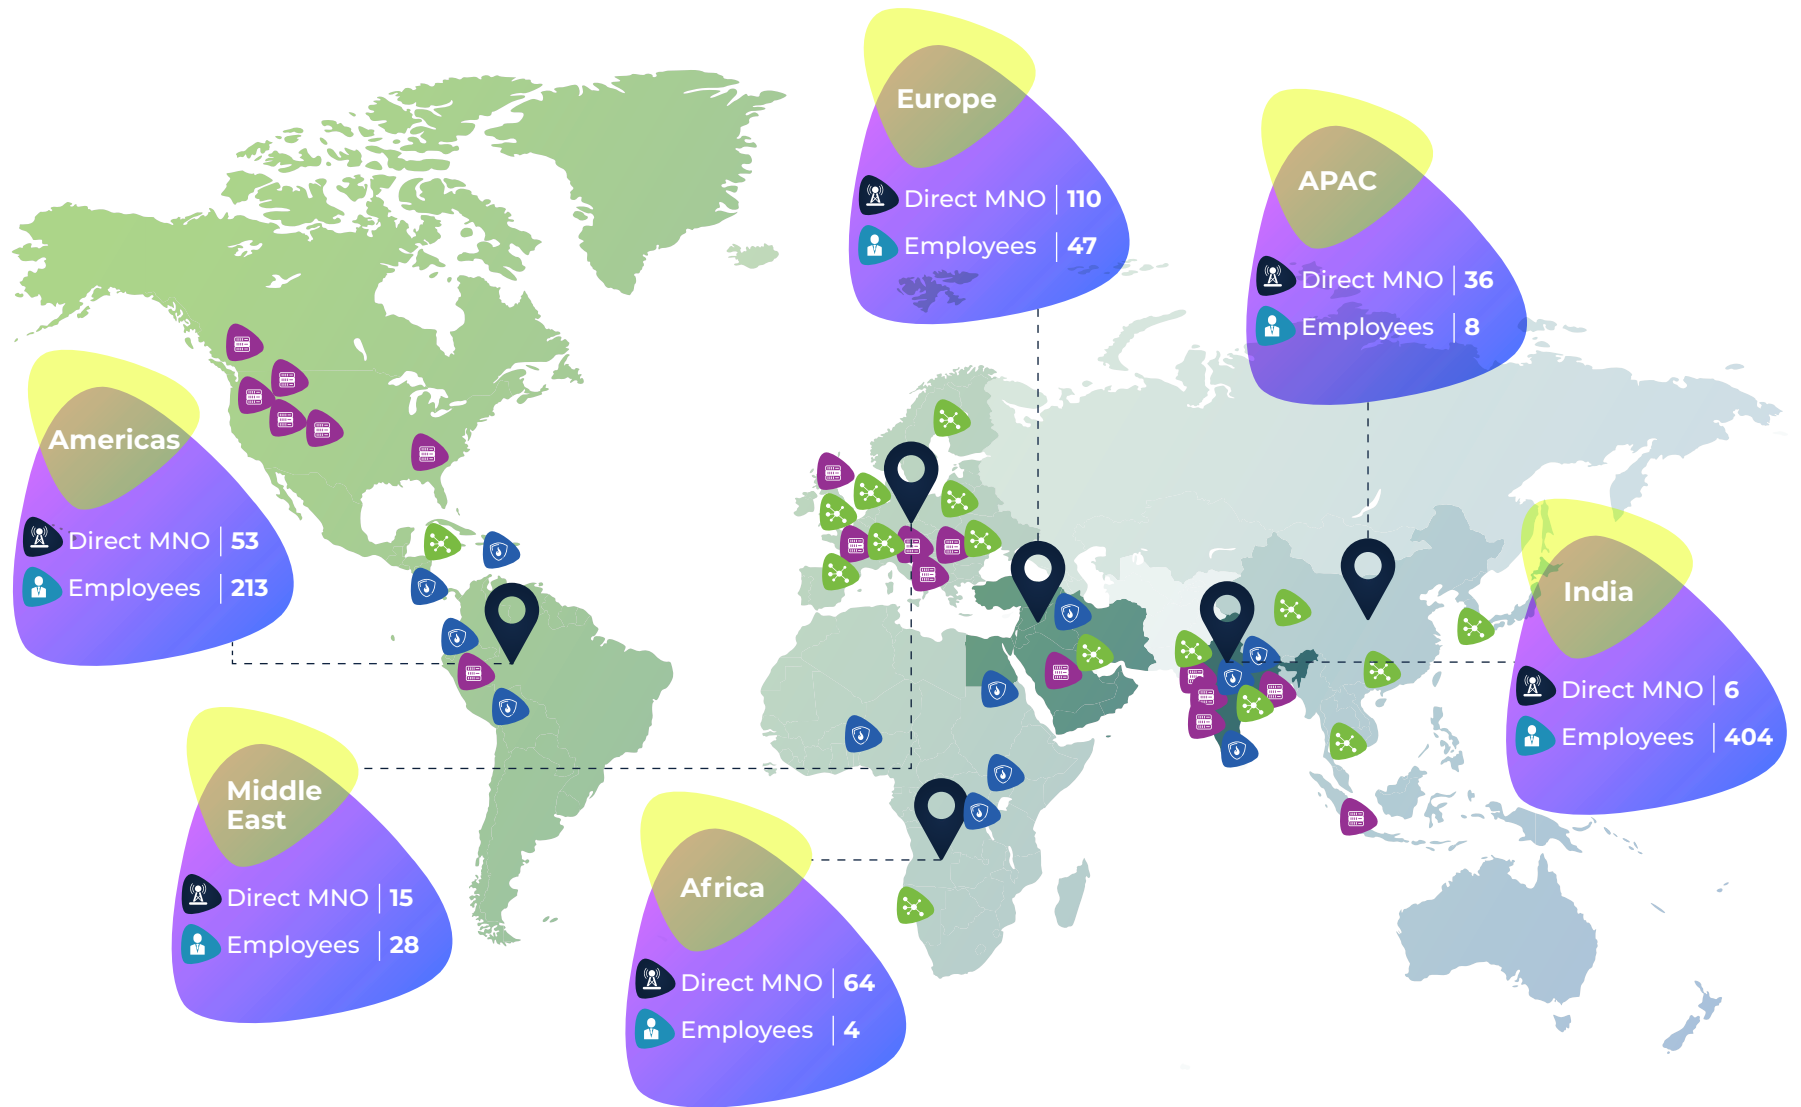 Europe
Direct MNO 110
Employees 47
APAC
Direct MNO 36
Employees 8
Americas
Direct MNO 53
Employees 213
India
Direct MNO 6
Employees 404
Middle
East
Direct MNO 15
Employees 28
Africa
Direct MNO 64
Employees 4